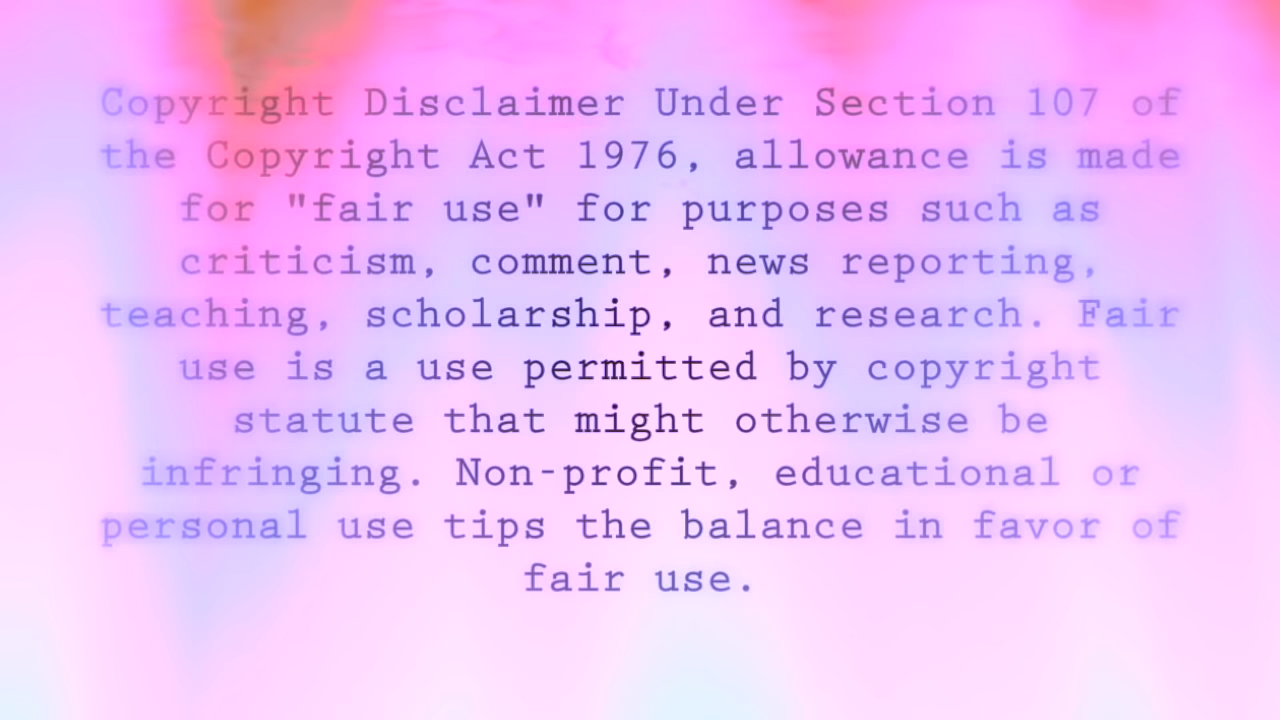 Copyright Disclaimer Under Section 107 of
the Copyright Act 1976, allowance is made
for "fair use" for purposes such as
criticism, comment, news reporting,
teaching, scholarship, and research. Fair
use is a use permitted by copyright
statute that might otherwise be
infringing. Non-profit, educational or
personal use tips the balance in favor of
fair use.